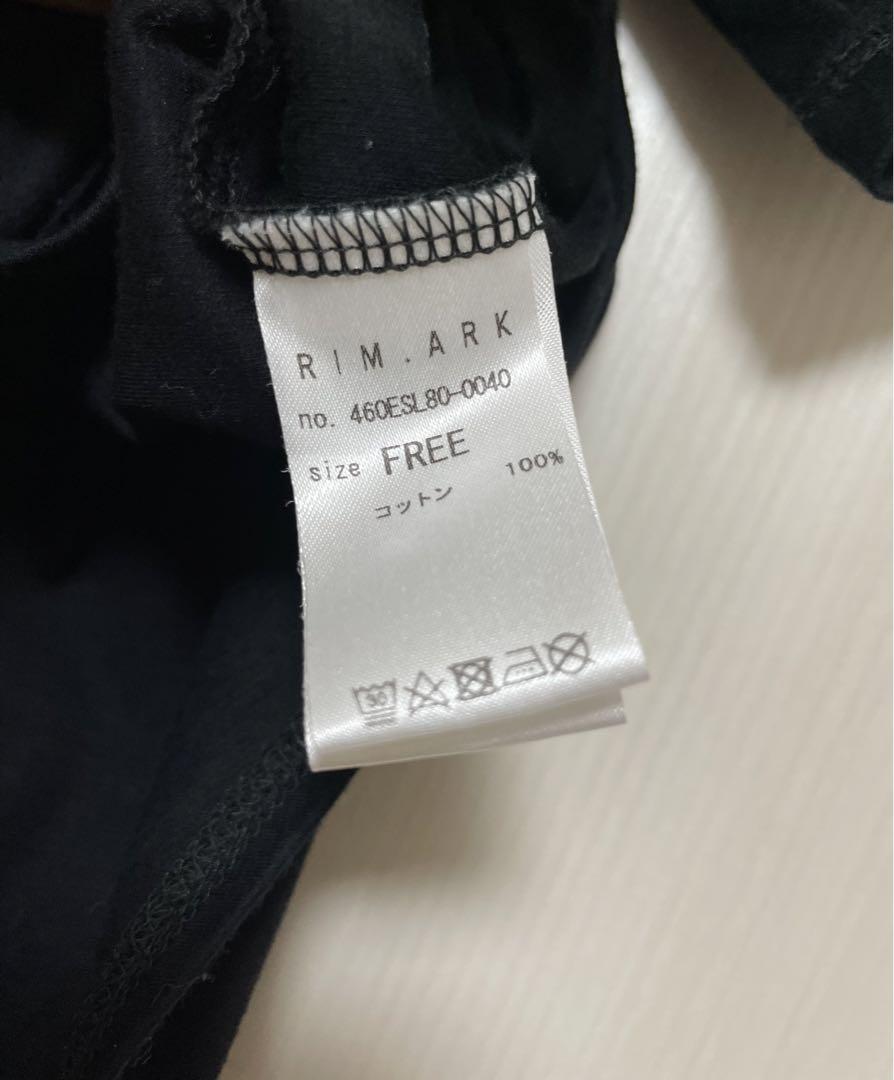 RIM.ARK
no. 460ESL80-0040
size FREE
コットン 100%
30